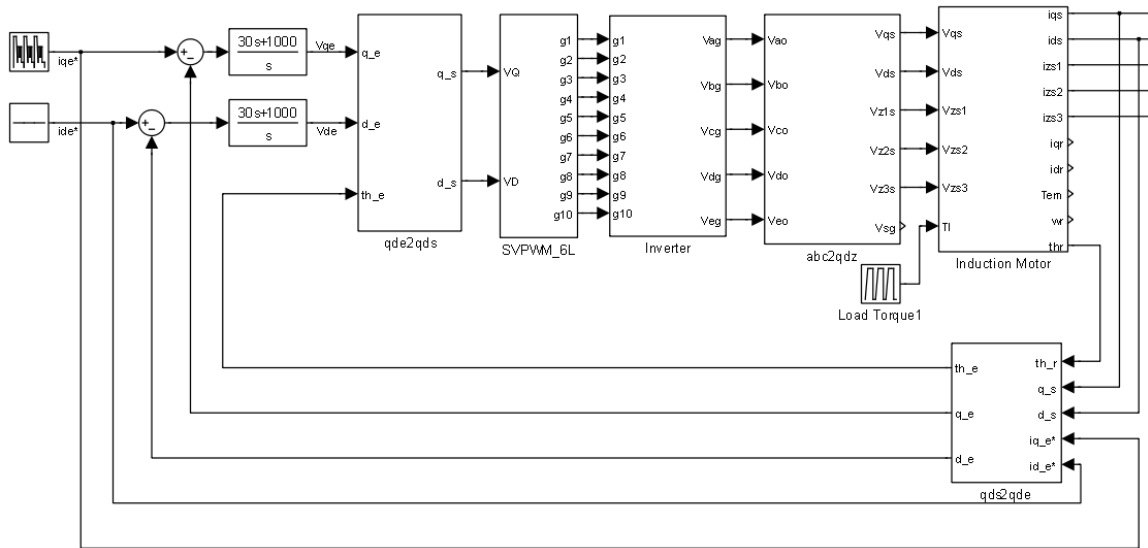 iqe*
ide*
+
−
+
−
30s+1000
s
Vqe
30s+1000
s
Vde
q_e
d_e
th_e
q_s
d_s
qde2qds
VQ
VD
g1
g2
g3
g4
g5
g6
g7
g8
g9
g10
SVPWM_6L
g1
g2
g3
g4
g5
g6
g7
g8
g9
g10
Vag
Vbg
Vcg
Vdg
Veg
Inverter
Vao
Vbo
Vco
Vdo
Veo
Vqs
Vds
Vz1s
Vz2s
Vz3s
Vsg
abc2qdz
Vqs
Vds
Vzs1
Vzs2
Vzs3
Tl
iqs
ids
izs1
izs2
izs3
iqr
idr
Tem
wr
thr
Induction Motor
Load Torque1
th_e
q_e
d_e
th_r
q_s
d_s
iq_e*
id_e*
qds2qde